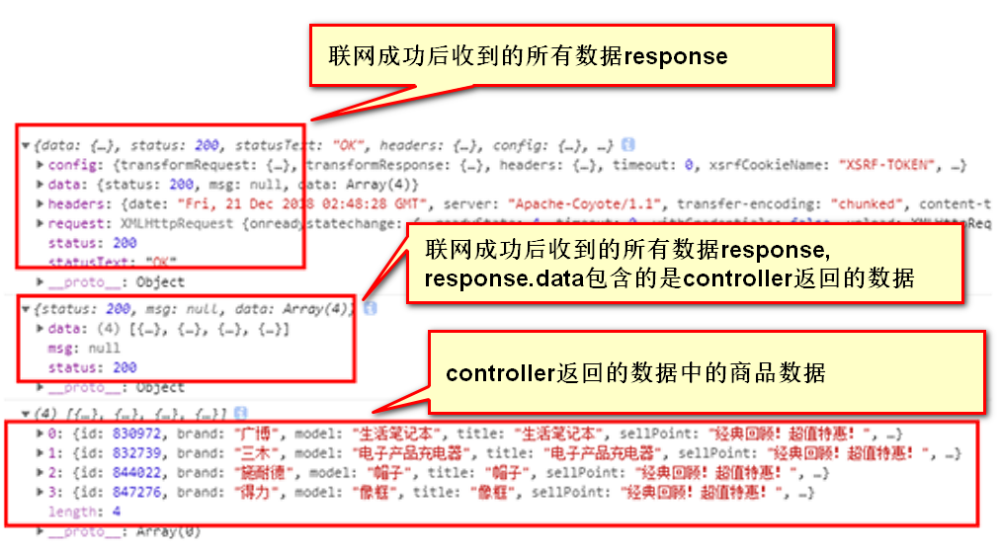 联网成功后收到的所有数据response
▼{data: {…}, status: 200, statusText: "OK", headers: {…}, config: {…}, …}
▶config: {transformRequest: {…}, transformResponse: {…}, headers: {…}, timeout: 0, xsrfCookieName: "XSRF-TOKEN", …}
▶data: {status: 200, msg: null, data: Array(4)}
▶headers: {date: "Fri, 21 Dec 2018 02:48:28 GMT", server: "Apache-Coyote/1.1", transfer-encoding: "chunked", content-t
▶request: XMLHttpRequest {onreadystatechange:
status: 200
statusText: "OK"
▶__proto__: Object
联网成功后收到的所有数据response,
response.data包含的是controller返回的数据
▼{status: 200, msg: null, data: Array(4)}
▶data: (4) [{…}, {…}, {…}, {…}]
msg: null
status: 200
▶__proto__: Object
controller返回的数据中的商品数据
▼(4) [{…}, {…}, {…}, {…}]
▶0: {id: 830972, brand: "广博", model: "生活笔记本", title: "生活笔记本", sellPoint: "经典回顾！超值特惠！", …}
▶1: {id: 832739, brand: "三木", model: "电子产品充电器", title: "电子产品充电器", sellPoint: "经典回顾！超值特惠！", …}
▶2: {id: 844022, brand: "施耐德", model: "帽子", title: "帽子", sellPoint: "经典回顾！超值特惠！", …}
▶3: {id: 847276, brand: "得力", model: "像框", title: "像框", sellPoint: "经典回顾！超值特惠！", …}
length: 4
▶__proto__: Array(0)